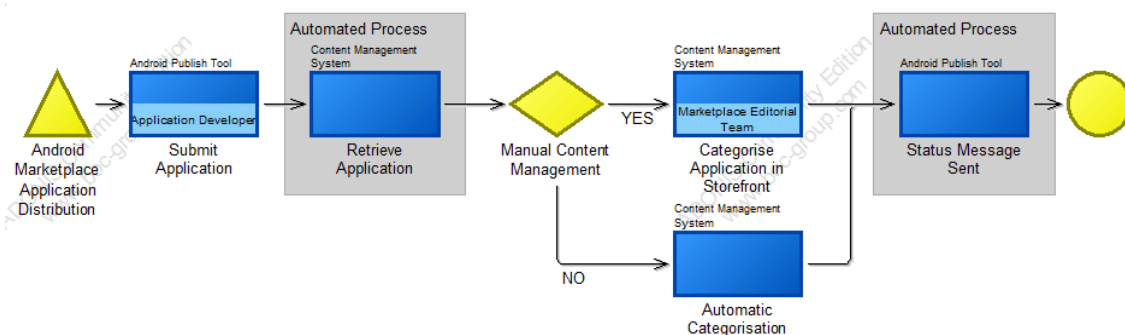 Automated Process
Content Management
System
Android Publish Tool
Application Developer
Android
Marketplace
Application
Distribution
Submit
Application
Retrieve
Application
Manual Content
Management
YES
NO
Content Management
System
Marketplace Editorial
Team
Categorise
Application in
Storefront
Content Management
System
Automatic
Categorisation
Automated Process
Android Publish Tool
Status Message
Sent